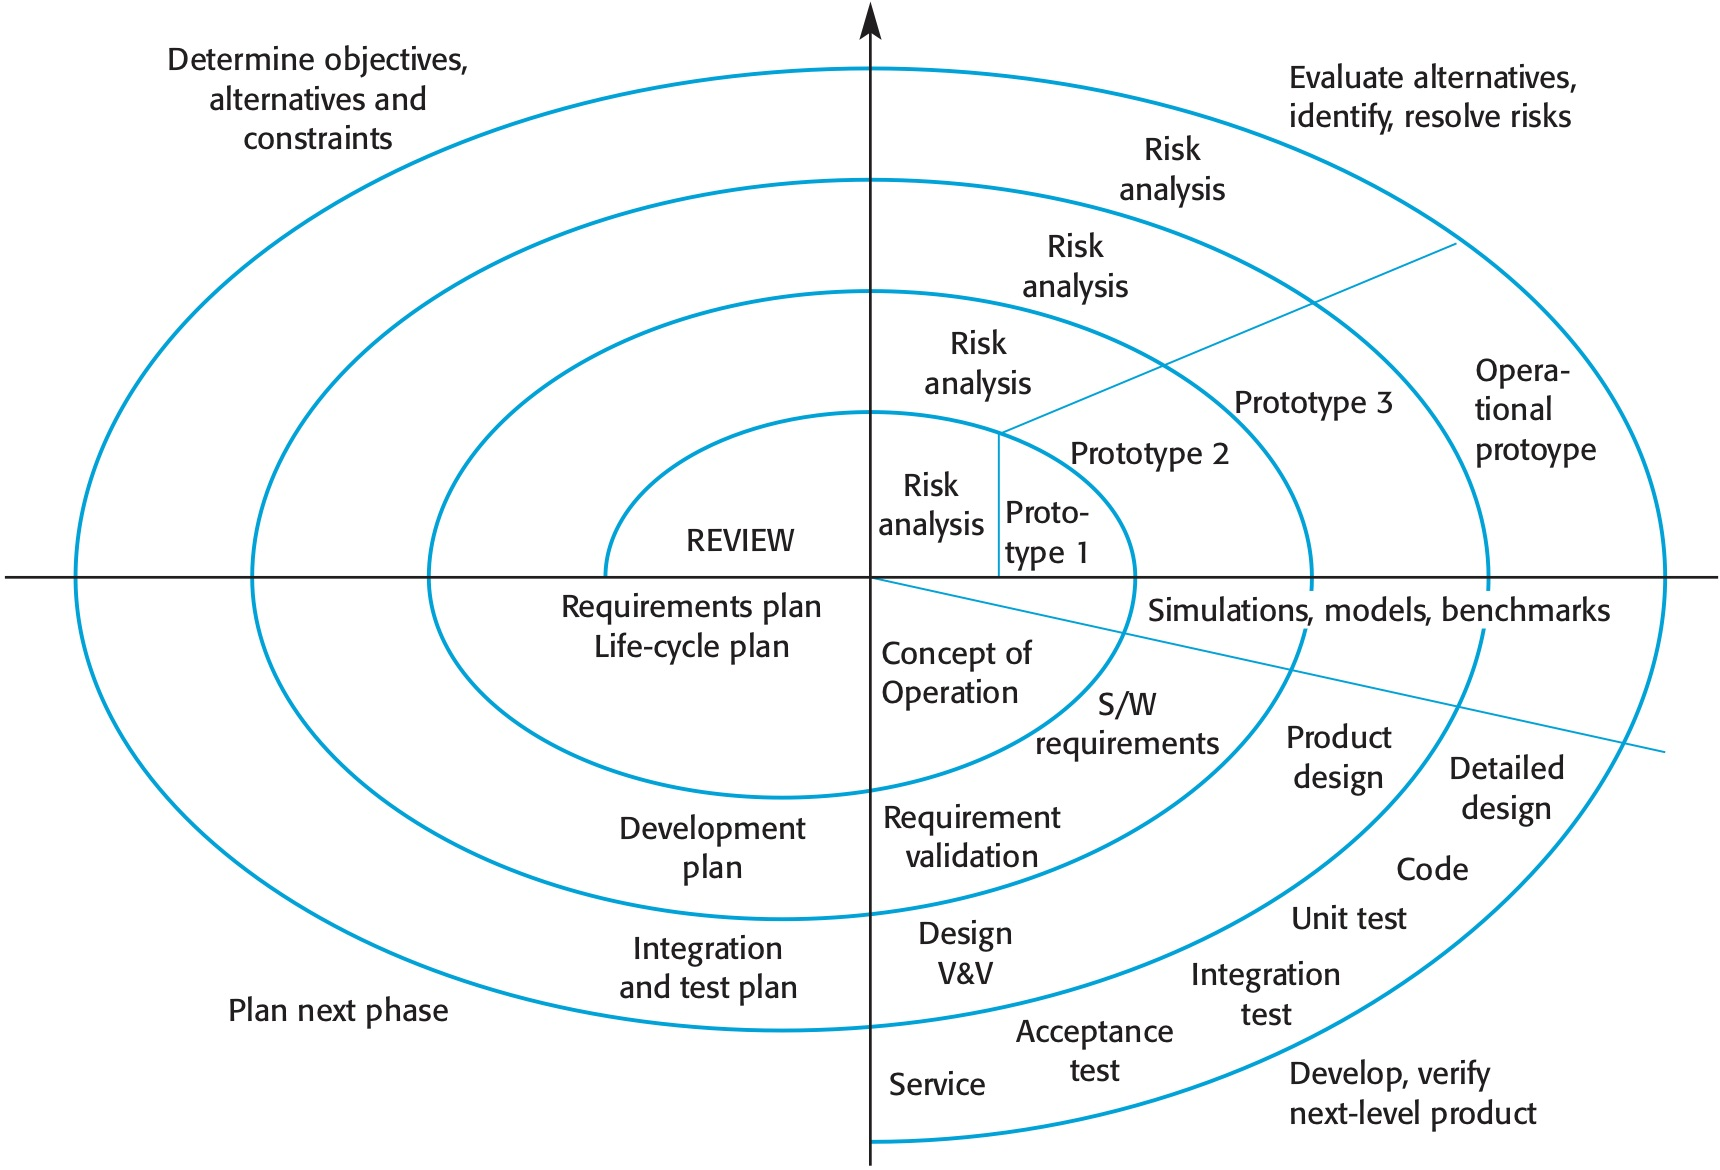 Determine objectives,
alternatives and
constraints
Evaluate alternatives,
identify, resolve risks
Risk
analysis
Risk
analysis
Risk
analysis
Risk
analysis
Proto-
type 1
Prototype 2
Prototype 3
Opera-
tional
protoype
REVIEW
Requirements plan
Life-cycle plan
Simulations, models, benchmarks
Concept of
Operation
S/W
requirements
Product
design
Detailed
design
Development
plan
Requirement
validation
Code
Unit test
Integration
and test plan
Design
V&V
Integration
test
Plan next phase
Acceptance
test
Service
Develop, verify
next-level product